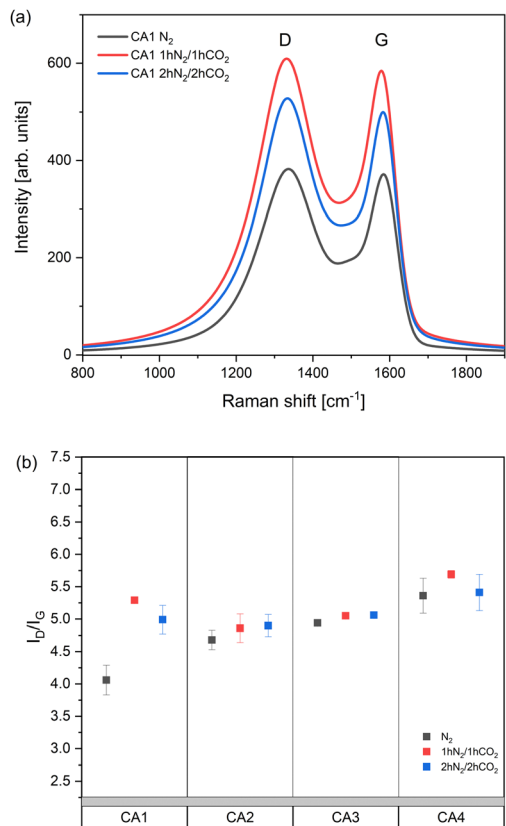 (a)
CA1 N₂
CA1 1hN₂/1hCO₂
CA1 2hN₂/2hCO₂
D
G
Intensity [arb. units]
600
400
200
0
800
1000
1200
1400
1600
1800
Raman shift [cm⁻¹]
(b)
I_D/I_G
7.5
7.0
6.5
6.0
5.5
5.0
4.5
4.0
3.5
3.0
2.5
N₂
1hN₂/1hCO₂
2hN₂/2hCO₂
CA1
CA2
CA3
CA4